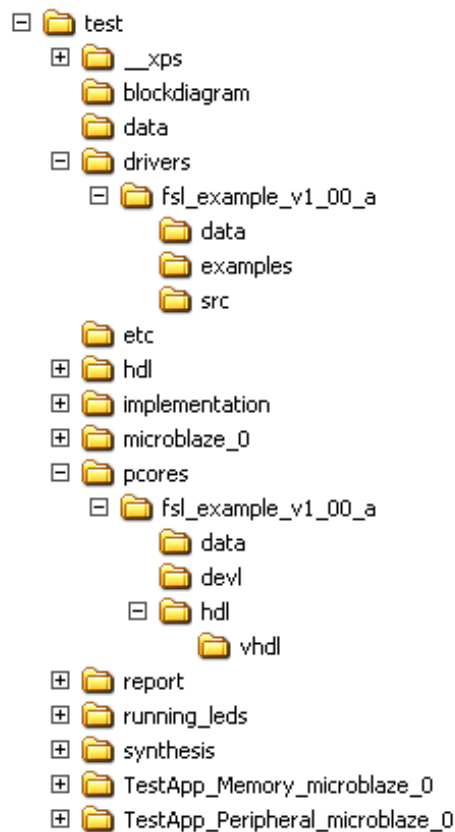 test
__xps
blockdiagram
data
drivers
fsl_example_v1_00_a
data
examples
src
etc
hdl
implementation
microblaze_0
pcores
fsl_example_v1_00_a
data
devl
hdl
vhdl
report
running_leds
synthesis
TestApp_Memory_microblaze_0
TestApp_Peripheral_microblaze_0